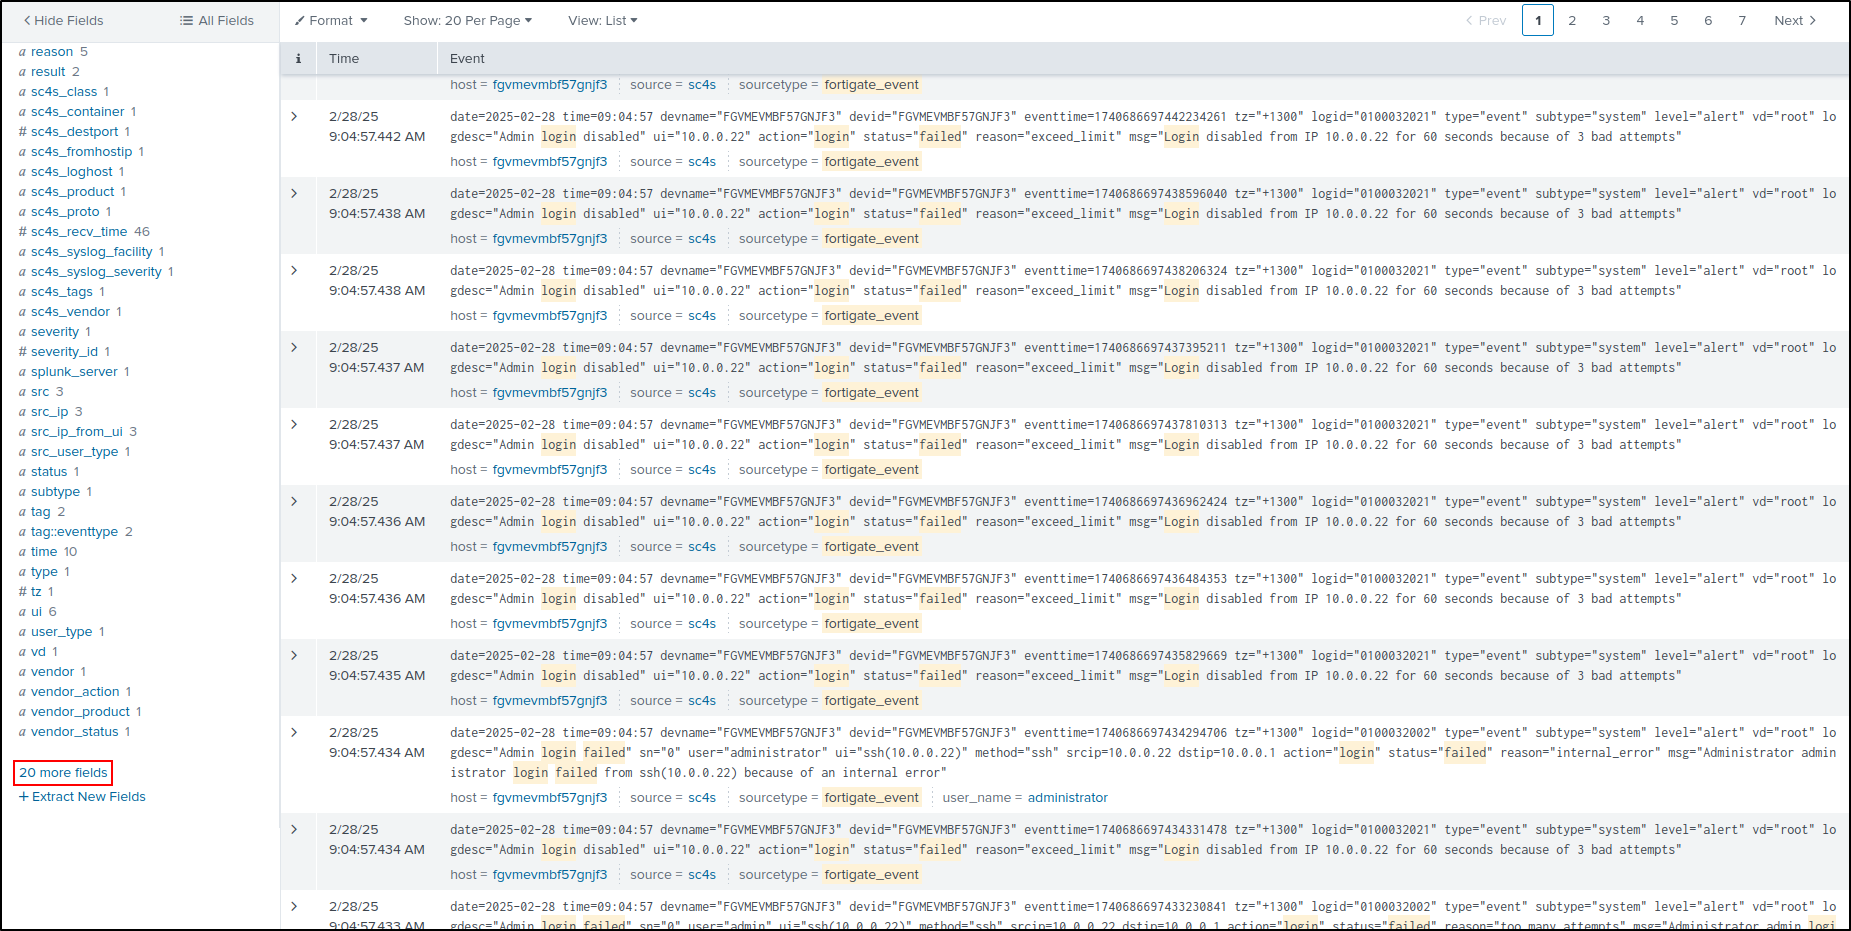 Hide Fields
All Fields
Format
Show: 20 Per Page
View: List
Prev 1 2 3 4 5 6 7 Next
a reason 5
a result 2
a sc4s_class 1
a sc4s_container 1
# sc4s_destport 1
a sc4s_fromhostip 1
a sc4s_loghost 1
a sc4s_product 1
a sc4s_proto 1
# sc4s_recv_time 46
a sc4s_syslog_facility 1
a sc4s_syslog_severity 1
a sc4s_tags 1
a sc4s_vendor 1
a severity 1
# severity_id 1
a splunk_server 1
a src 3
a src_ip 3
a src_ip_from_ui 3
a src_user_type 1
a status 1
a subtype 1
a tag 2
a tag::eventtype 2
a time 10
a type 1
# tz 1
a ui 6
a user_type 1
a vd 1
a vendor 1
a vendor_action 1
a vendor_product 1
a vendor_status 1
20 more fields
+ Extract New Fields
i Time Event
host = fgvmevmbf57gnjf3 source = sc4s sourcetype = fortigate_event
2/28/25
9:04:57.442 AM
date=2025-02-28 time=09:04:57 devname="FGVMEVMBF57GNJF3" devid="FGVMEVMBF57GNJF3" eventtime=1740686697442234261 tz="+1300" logid="0100032021" type="event" subtype="system" level="alert" vd="root" lo
gdesc="Admin login disabled" ui="10.0.0.22" action="login" status="failed" reason="exceed_limit" msg="Login disabled from IP 10.0.0.22 for 60 seconds because of 3 bad attempts"
host = fgvmevmbf57gnjf3 source = sc4s sourcetype = fortigate_event
2/28/25
9:04:57.438 AM
date=2025-02-28 time=09:04:57 devname="FGVMEVMBF57GNJF3" devid="FGVMEVMBF57GNJF3" eventtime=1740686697438596040 tz="+1300" logid="0100032021" type="event" subtype="system" level="alert" vd="root" lo
gdesc="Admin login disabled" ui="10.0.0.22" action="login" status="failed" reason="exceed_limit" msg="Login disabled from IP 10.0.0.22 for 60 seconds because of 3 bad attempts"
host = fgvmevmbf57gnjf3 source = sc4s sourcetype = fortigate_event
2/28/25
9:04:57.438 AM
date=2025-02-28 time=09:04:57 devname="FGVMEVMBF57GNJF3" devid="FGVMEVMBF57GNJF3" eventtime=1740686697438206324 tz="+1300" logid="0100032021" type="event" subtype="system" level="alert" vd="root" lo
gdesc="Admin login disabled" ui="10.0.0.22" action="login" status="failed" reason="exceed_limit" msg="Login disabled from IP 10.0.0.22 for 60 seconds because of 3 bad attempts"
host = fgvmevmbf57gnjf3 source = sc4s sourcetype = fortigate_event
2/28/25
9:04:57.437 AM
date=2025-02-28 time=09:04:57 devname="FGVMEVMBF57GNJF3" devid="FGVMEVMBF57GNJF3" eventtime=1740686697437395211 tz="+1300" logid="0100032021" type="event" subtype="system" level="alert" vd="root" lo
gdesc="Admin login disabled" ui="10.0.0.22" action="login" status="failed" reason="exceed_limit" msg="Login disabled from IP 10.0.0.22 for 60 seconds because of 3 bad attempts"
host = fgvmevmbf57gnjf3 source = sc4s sourcetype = fortigate_event
2/28/25
9:04:57.437 AM
date=2025-02-28 time=09:04:57 devname="FGVMEVMBF57GNJF3" devid="FGVMEVMBF57GNJF3" eventtime=1740686697437810313 tz="+1300" logid="0100032021" type="event" subtype="system" level="alert" vd="root" lo
gdesc="Admin login disabled" ui="10.0.0.22" action="login" status="failed" reason="exceed_limit" msg="Login disabled from IP 10.0.0.22 for 60 seconds because of 3 bad attempts"
host = fgvmevmbf57gnjf3 source = sc4s sourcetype = fortigate_event
2/28/25
9:04:57.436 AM
date=2025-02-28 time=09:04:57 devname="FGVMEVMBF57GNJF3" devid="FGVMEVMBF57GNJF3" eventtime=1740686697436962424 tz="+1300" logid="0100032021" type="event" subtype="system" level="alert" vd="root" lo
gdesc="Admin login disabled" ui="10.0.0.22" action="login" status="failed" reason="exceed_limit" msg="Login disabled from IP 10.0.0.22 for 60 seconds because of 3 bad attempts"
host = fgvmevmbf57gnjf3 source = sc4s sourcetype = fortigate_event
2/28/25
9:04:57.436 AM
date=2025-02-28 time=09:04:57 devname="FGVMEVMBF57GNJF3" devid="FGVMEVMBF57GNJF3" eventtime=1740686697436484353 tz="+1300" logid="0100032021" type="event" subtype="system" level="alert" vd="root" lo
gdesc="Admin login disabled" ui="10.0.0.22" action="login" status="failed" reason="exceed_limit" msg="Login disabled from IP 10.0.0.22 for 60 seconds because of 3 bad attempts"
host = fgvmevmbf57gnjf3 source = sc4s sourcetype = fortigate_event
2/28/25
9:04:57.435 AM
date=2025-02-28 time=09:04:57 devname="FGVMEVMBF57GNJF3" devid="FGVMEVMBF57GNJF3" eventtime=1740686697435829669 tz="+1300" logid="0100032021" type="event" subtype="system" level="alert" vd="root" lo
gdesc="Admin login disabled" ui="10.0.0.22" action="login" status="failed" reason="exceed_limit" msg="Login disabled from IP 10.0.0.22 for 60 seconds because of 3 bad attempts"
host = fgvmevmbf57gnjf3 source = sc4s sourcetype = fortigate_event
2/28/25
9:04:57.434 AM
date=2025-02-28 time=09:04:57 devname="FGVMEVMBF57GNJF3" devid="FGVMEVMBF57GNJF3" eventtime=1740686697434294706 tz="+1300" logid="0100032002" type="event" subtype="system" level="alert" vd="root" lo
gdesc="Admin login failed" sn="0" user="administrator" ui="ssh(10.0.0.22)" method="ssh" srcip=10.0.0.22 dstip=10.0.0.1 action="login" status="failed" reason="internal_error" msg="Administrator admin
istrator login failed from ssh(10.0.0.22) because of an internal error"
host = fgvmevmbf57gnjf3 source = sc4s sourcetype = fortigate_event user_name = administrator
2/28/25
9:04:57.434 AM
date=2025-02-28 time=09:04:57 devname="FGVMEVMBF57GNJF3" devid="FGVMEVMBF57GNJF3" eventtime=1740686697434331478 tz="+1300" logid="0100032021" type="event" subtype="system" level="alert" vd="root" lo
gdesc="Admin login disabled" ui="10.0.0.22" action="login" status="failed" reason="exceed_limit" msg="Login disabled from IP 10.0.0.22 for 60 seconds because of 3 bad attempts"
host = fgvmevmbf57gnjf3 source = sc4s sourcetype = fortigate_event
2/28/25
9:04:57.433 AM
date=2025-02-28 time=09:04:57 devname="FGVMEVMBF57GNJF3" devid="FGVMEVMBF57GNJF3" eventtime=1740686697433230841 tz="+1300" logid="0100032002" type="event" subtype="system" level="alert" vd="root" lo
gdesc="Admin login failed" sn="0" user="admin" ui="ssh(10.0.0.22)" method="ssh" srcip=10.0.0.22 dstip=10.0.0.1 action="login" status="failed" reason="too_many_attempts" msg="Administrator admin logi